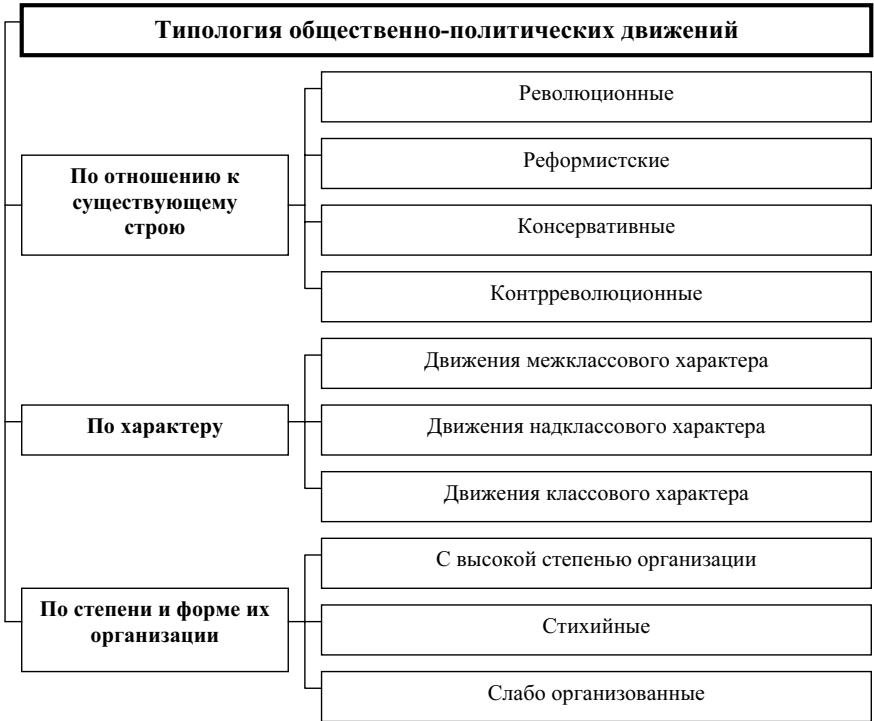 Типология общественно-политических движений
По отношению к
существующему
строю
Революционные
Реформистские
Консервативные
Контрреволюционные
По характеру
Движения межклассового характера
Движения надклассового характера
Движения классового характера
По степени и форме их
организации
С высокой степенью организации
Стихийные
Слабо организованные